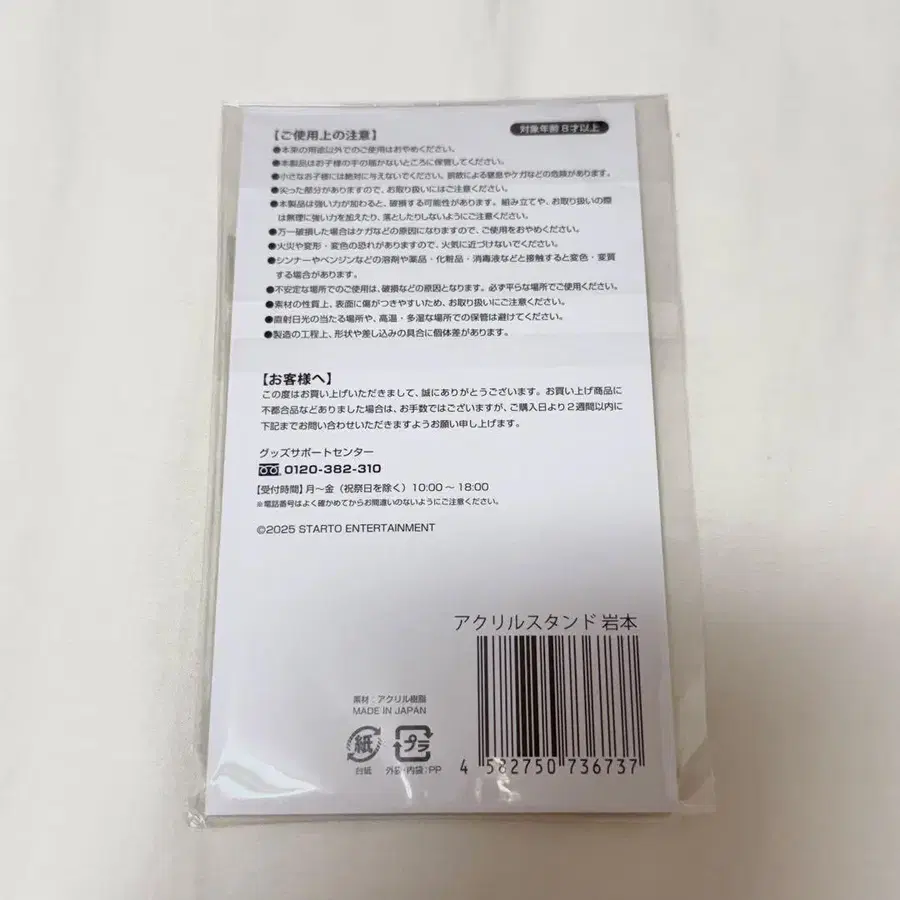 【ご使用上の注意】
対象年齢 8才以上
●本来の用途以外でのご使用はおやめください。
●本製品はお子様の手の届かないところに保管してください。
●小さなお子様には絶対に与えないでください。誤飲による窒息やケガなどの危険があります。
●尖った部分がありますので、お取り扱いにはご注意ください。
●本製品は強い力が加わると、破損する可能性があります。組み立てや、お取り扱いの際
は無理に強い力を加えたり、落としたりしないようにご注意ください。
●万一破損した場合はケガなどの原因になりますので、ご使用をおやめください。
●火災や変形・変色の恐れがありますので、火気に近づけないでください。
●シンナーやベンジンなどの溶剤や薬品・化粧品・消毒液などと接触すると変色・変質
する場合があります。
●不安定な場所でのご使用は、破損などの原因となります。必ず平らな場所でご使用ください。
●素材の性質上、表面に傷がつきやすいため、お取り扱いにご注意ください。
●直射日光の当たる場所や、高温・多湿な場所での保管は避けてください。
●製造の工程上、形状や差し込みの具合に個体差があります。
【お客様へ】
この度はお買い上げいただきまして、誠にありがとうございます。お買い上げ商品に
不都合品などありました場合は、お手数ではございますが、ご購入日より2週間以内に
下記までお問い合わせいただきますようお願い申し上げます。
グッズサポートセンター
0120-382-310
【受付時間】月～金（祝祭日を除く）10:00～18:00
※電話番号はよく確かめてからお間違いのないようにご注意ください。
©2025 STARTO ENTERTAINMENT
アクリルスタンド 岩本
素材：アクリル樹脂
MADE IN JAPAN
紙
プラ
台紙
外袋・内袋：PP
4 582750 736737